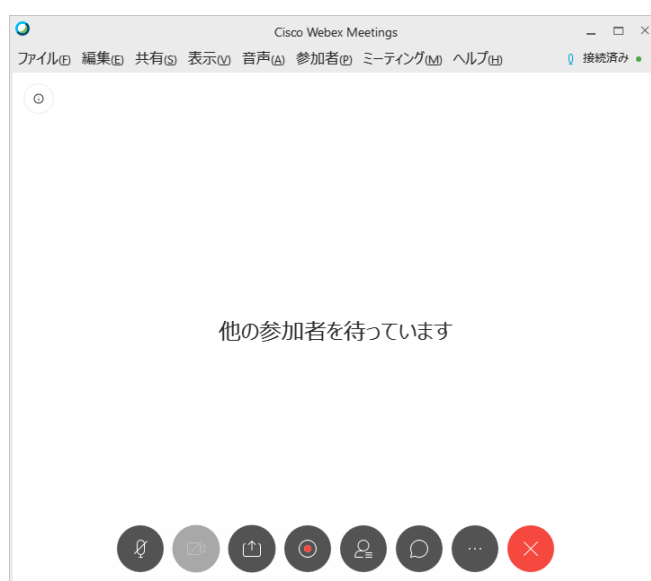 Cisco Webex Meetings
ファイル(F) 編集(E) 共有(S) 表示(V) 音声(A) 参加者(P) ミーティング(M) ヘルプ(H) 接続済み
他の参加者を待っています